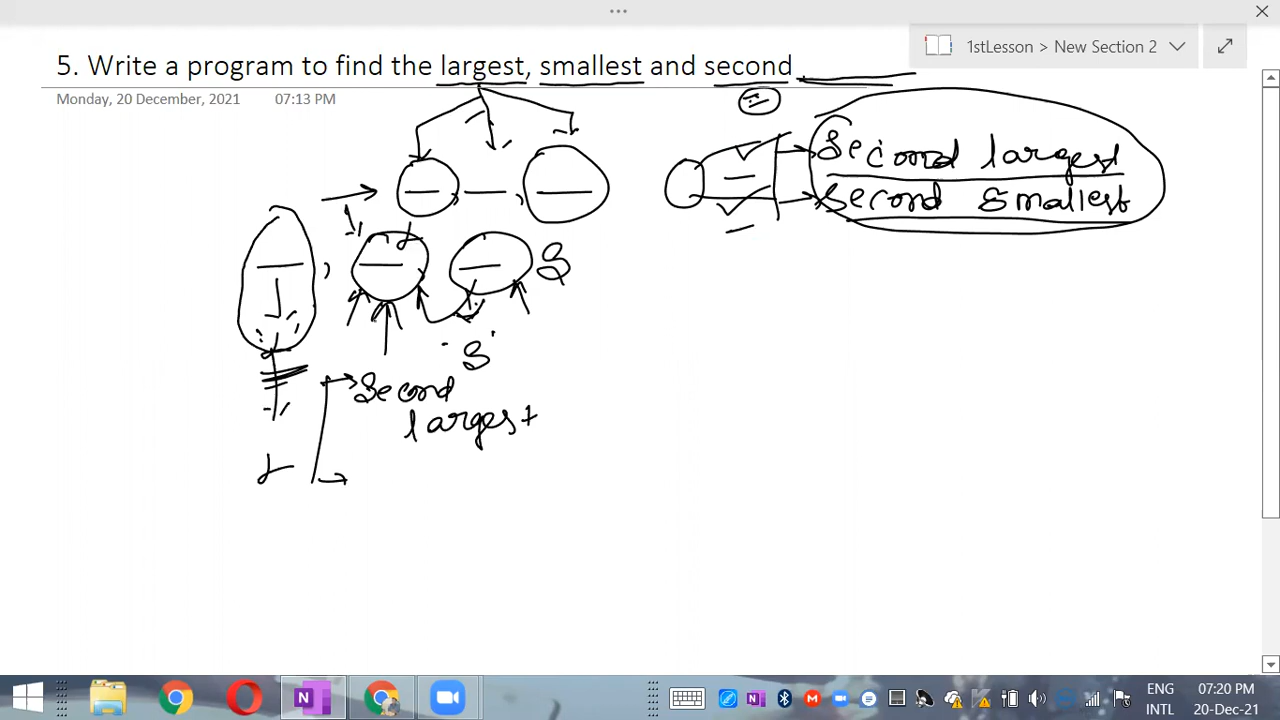 1stLesson > New Section 2
5. Write a program to find the largest, smallest and second
Monday, 20 December, 2021 07:13 PM
Second largest
Second Smallest
S
S
Second
largest
L
ENG
INTL
07:20 PM
20-Dec-21